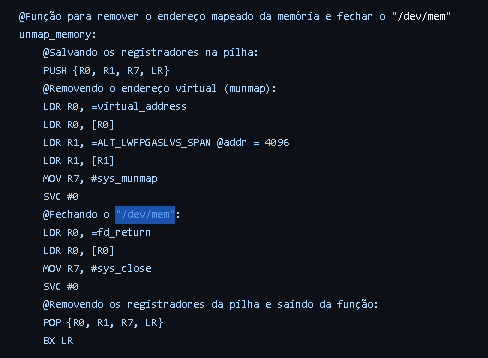 @Função para remover o endereço mapeado da memória e fechar o "/dev/mem"
unmap_memory:
@Salvando os registradores na pilha:
PUSH {R0, R1, R7, LR}
@Removendo o endereço virtual (munmap):
LDR R0, =virtual_address
LDR R0, [R0]
LDR R1, =ALT_LWFPGASLVS_SPAN @addr = 4096
LDR R1, [R1]
MOV R7, #sys_munmap
SVC #0
@Fechando o "/dev/mem":
LDR R0, =fd_return
LDR R0, [R0]
MOV R7, #sys_close
SVC #0
@Removendo os registradores da pilha e saindo da função:
POP {R0, R1, R7, LR}
BX LR